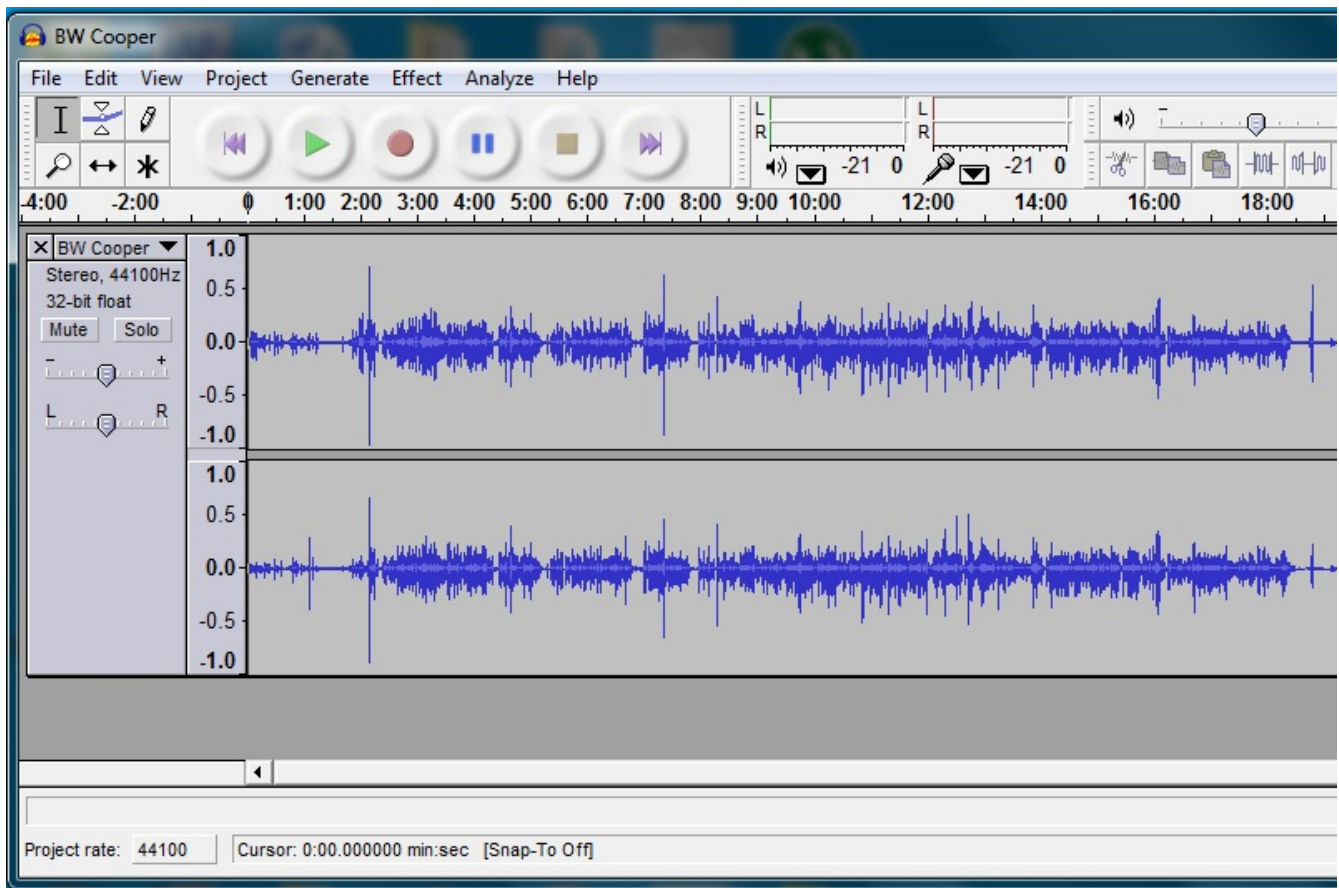 BW Cooper
File Edit View Project Generate Effect Analyze Help
L
R
-21 0
L
R
-21 0
-4:00 -2:00 0 1:00 2:00 3:00 4:00 5:00 6:00 7:00 8:00 9:00 10:00 12:00 14:00 16:00 18:00
BW Cooper
Stereo, 44100Hz
32-bit float
Mute Solo
- +
L R
1.0
0.5
0.0
-0.5
-1.0
1.0
0.5
0.0
-0.5
-1.0
Project rate: 44100 Cursor: 0:00.000000 min:sec [Snap-To Off]